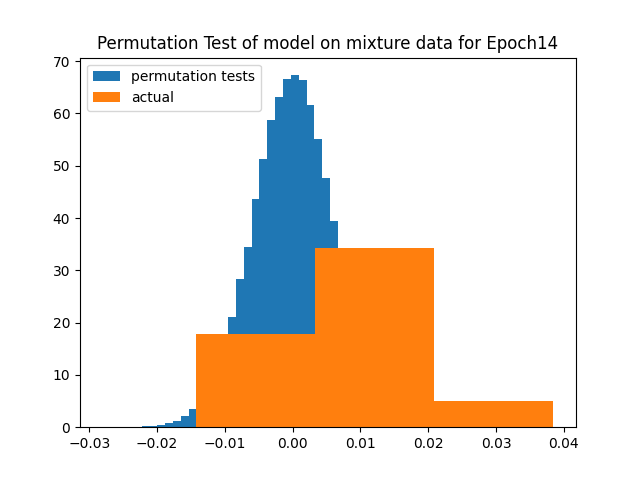 Permutation Test of model on mixture data for Epoch14
permutation tests
actual
70
60
50
40
30
20
10
0
−0.03 −0.02 −0.01 0.00 0.01 0.02 0.03 0.04